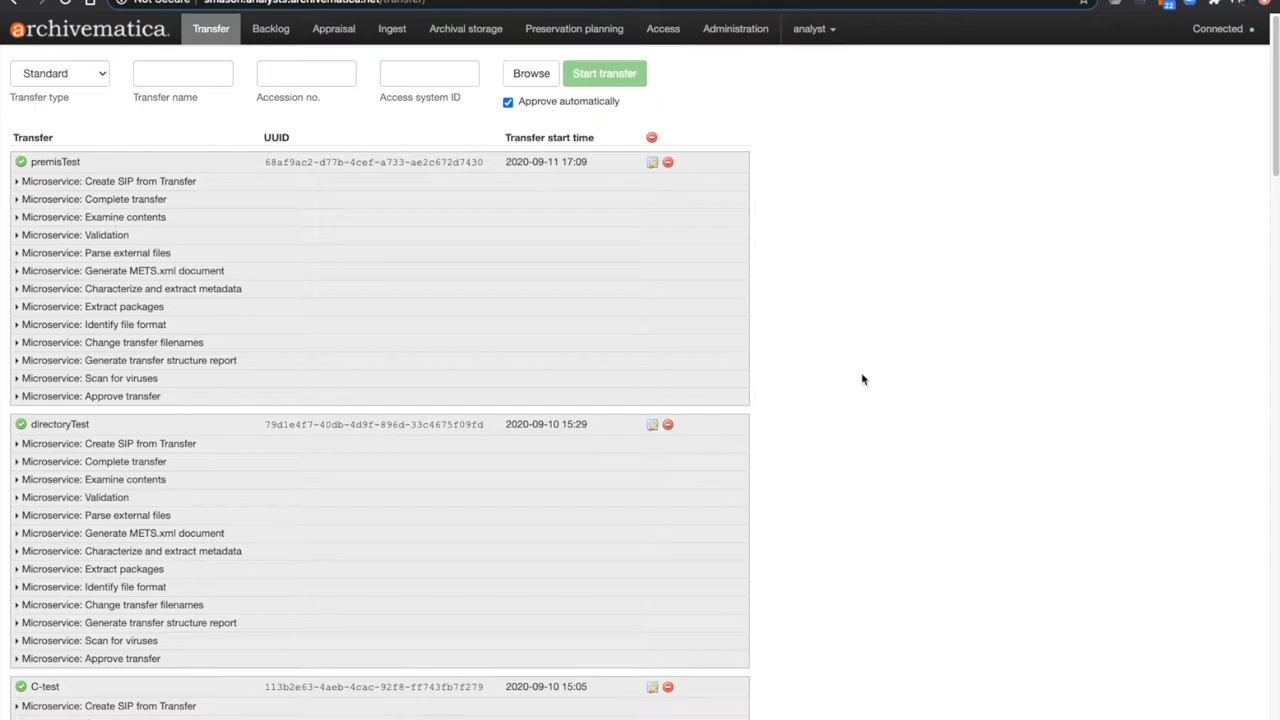 Not Secure smason.analysts.archivematica.net/transfer/
22
archivematica. Transfer Backlog Appraisal Ingest Archival storage Preservation planning Access Administration analyst Connected
Standard Browse Start transfer
Transfer type Transfer name Accession no. Access system ID Approve automatically
Transfer UUID Transfer start time
premisTest 68af9ac2-d77b-4cef-a733-ae2c672d7430 2020-09-11 17:09
Microservice: Create SIP from Transfer
Microservice: Complete transfer
Microservice: Examine contents
Microservice: Validation
Microservice: Parse external files
Microservice: Generate METS.xml document
Microservice: Characterize and extract metadata
Microservice: Extract packages
Microservice: Identify file format
Microservice: Change transfer filenames
Microservice: Generate transfer structure report
Microservice: Scan for viruses
Microservice: Approve transfer
directoryTest 79d1e4f7-40db-4d9f-896d-33c4675f09fd 2020-09-10 15:29
Microservice: Create SIP from Transfer
Microservice: Complete transfer
Microservice: Examine contents
Microservice: Validation
Microservice: Parse external files
Microservice: Generate METS.xml document
Microservice: Characterize and extract metadata
Microservice: Extract packages
Microservice: Identify file format
Microservice: Change transfer filenames
Microservice: Generate transfer structure report
Microservice: Scan for viruses
Microservice: Approve transfer
C-test 113b2e63-4aeb-4cac-92f8-ff743fb7f279 2020-09-10 15:05
Microservice: Create SIP from Transfer